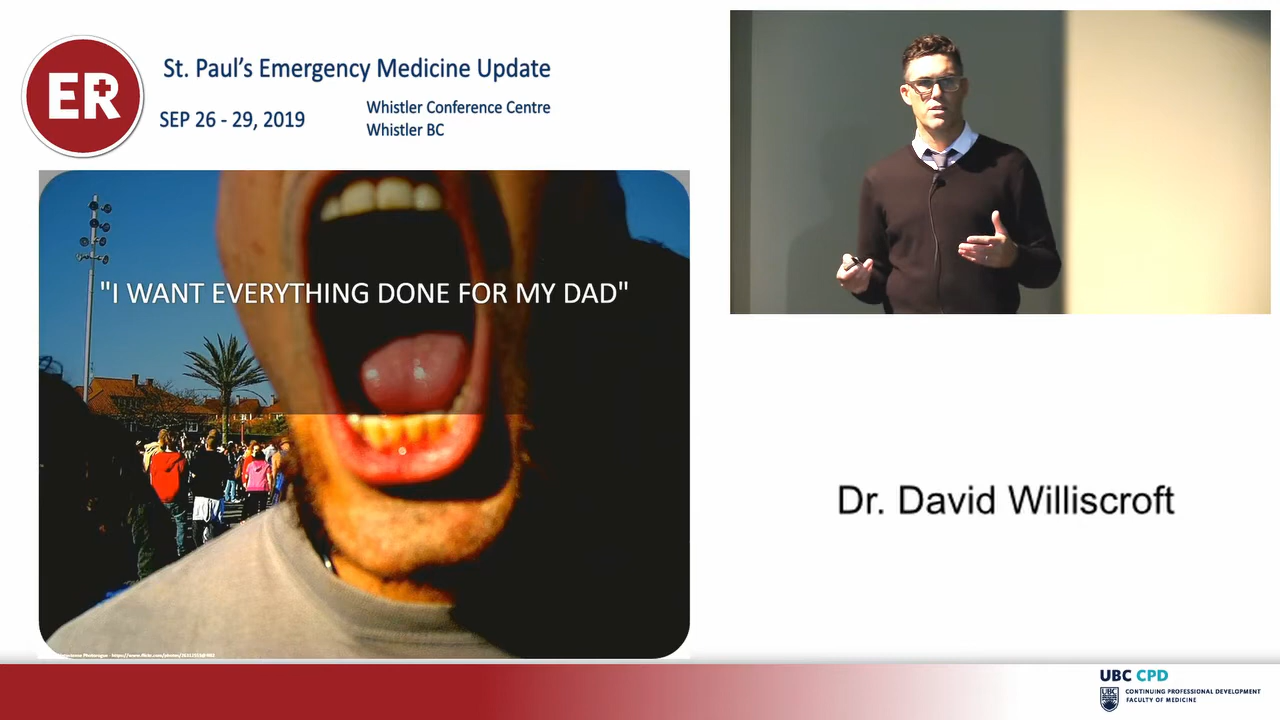 ER
St. Paul's Emergency Medicine Update
SEP 26 - 29, 2019
Whistler Conference Centre
Whistler BC
"I WANT EVERYTHING DONE FOR MY DAD"
Dr. David Williscroft
UBC CPD
UBC
CONTINUING PROFESSIONAL DEVELOPMENT
FACULTY OF MEDICINE